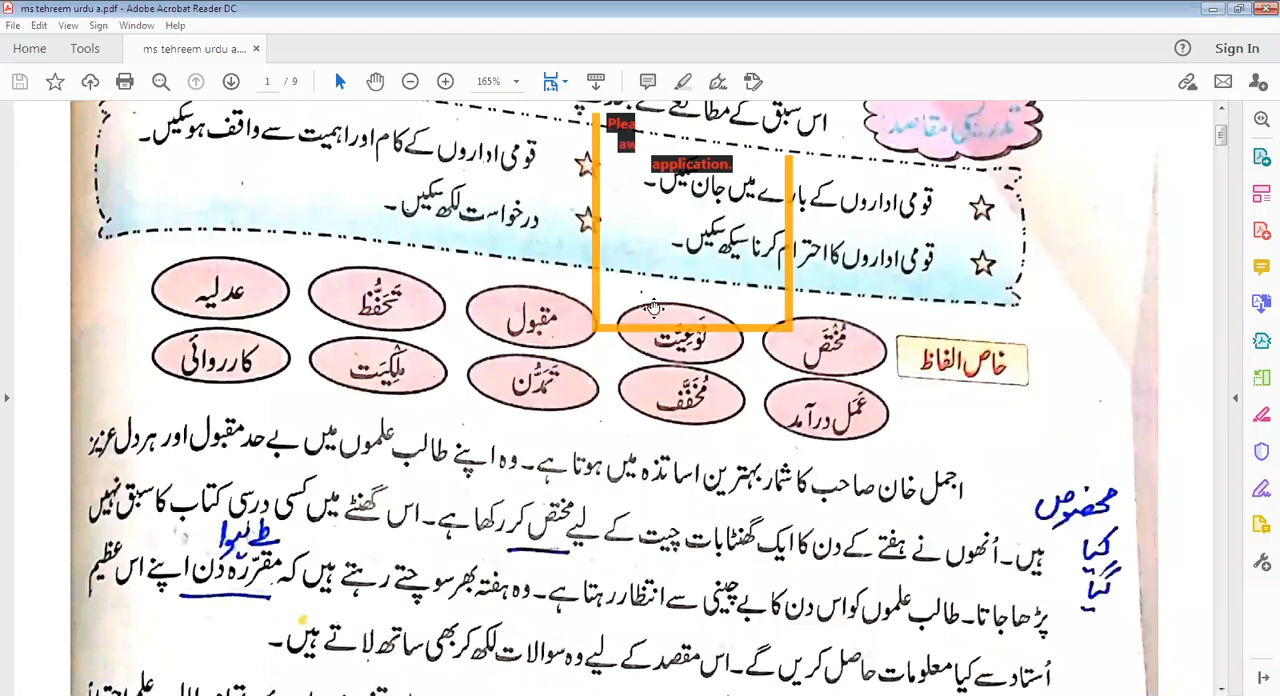 ms tehreem urdu a.pdf - Adobe Acrobat Reader DC
File Edit View Sign Window Help
Home Tools ms tehreem urdu a.... × Sign In
1 / 9 165%
تدریسی مقاصد
اس سبق کے مطالعے کے بعد
Plea
aw
application.
قومی اداروں کے بارے میں جان سکیں۔
قومی اداروں کے کام اور اہمیت سے واقف ہو سکیں۔
قومی اداروں کا احترام کرنا سیکھ سکیں۔
درخواست لکھ سکیں۔
خاص الفاظ
مُختَص نَوعِیَّت مقبول تَحَفُّظ عدلیہ
عَمَل درآمد مُخَفَّف تَمَدُّن مِلکِیَت کارروائی
اجمل خان صاحب کا شمار بہترین اساتذہ میں ہوتا ہے۔ وہ اپنے طالب علموں میں بے حد مقبول اور ہر دل عزیز
ہیں۔ اُنھوں نے ہفتے کے دن کا ایک گھنٹا بات چیت کے لیے مختص کر رکھا ہے۔ اس گھنٹے میں کسی درسی کتاب کا سبق نہیں
مخصوص
کیا
گیا
طے ہوا
پڑھا جاتا۔ طالب علموں کو اس دن کا بے چینی سے انتظار رہتا ہے۔ وہ ہفتہ بھر سوچتے رہتے ہیں کہ مقرّرہ دن اپنے اس عظیم
اُستاد سے کیا معلومات حاصل کریں گے۔ اس مقصد کے لیے وہ سوالات لکھ کر بھی ساتھ لاتے ہیں۔